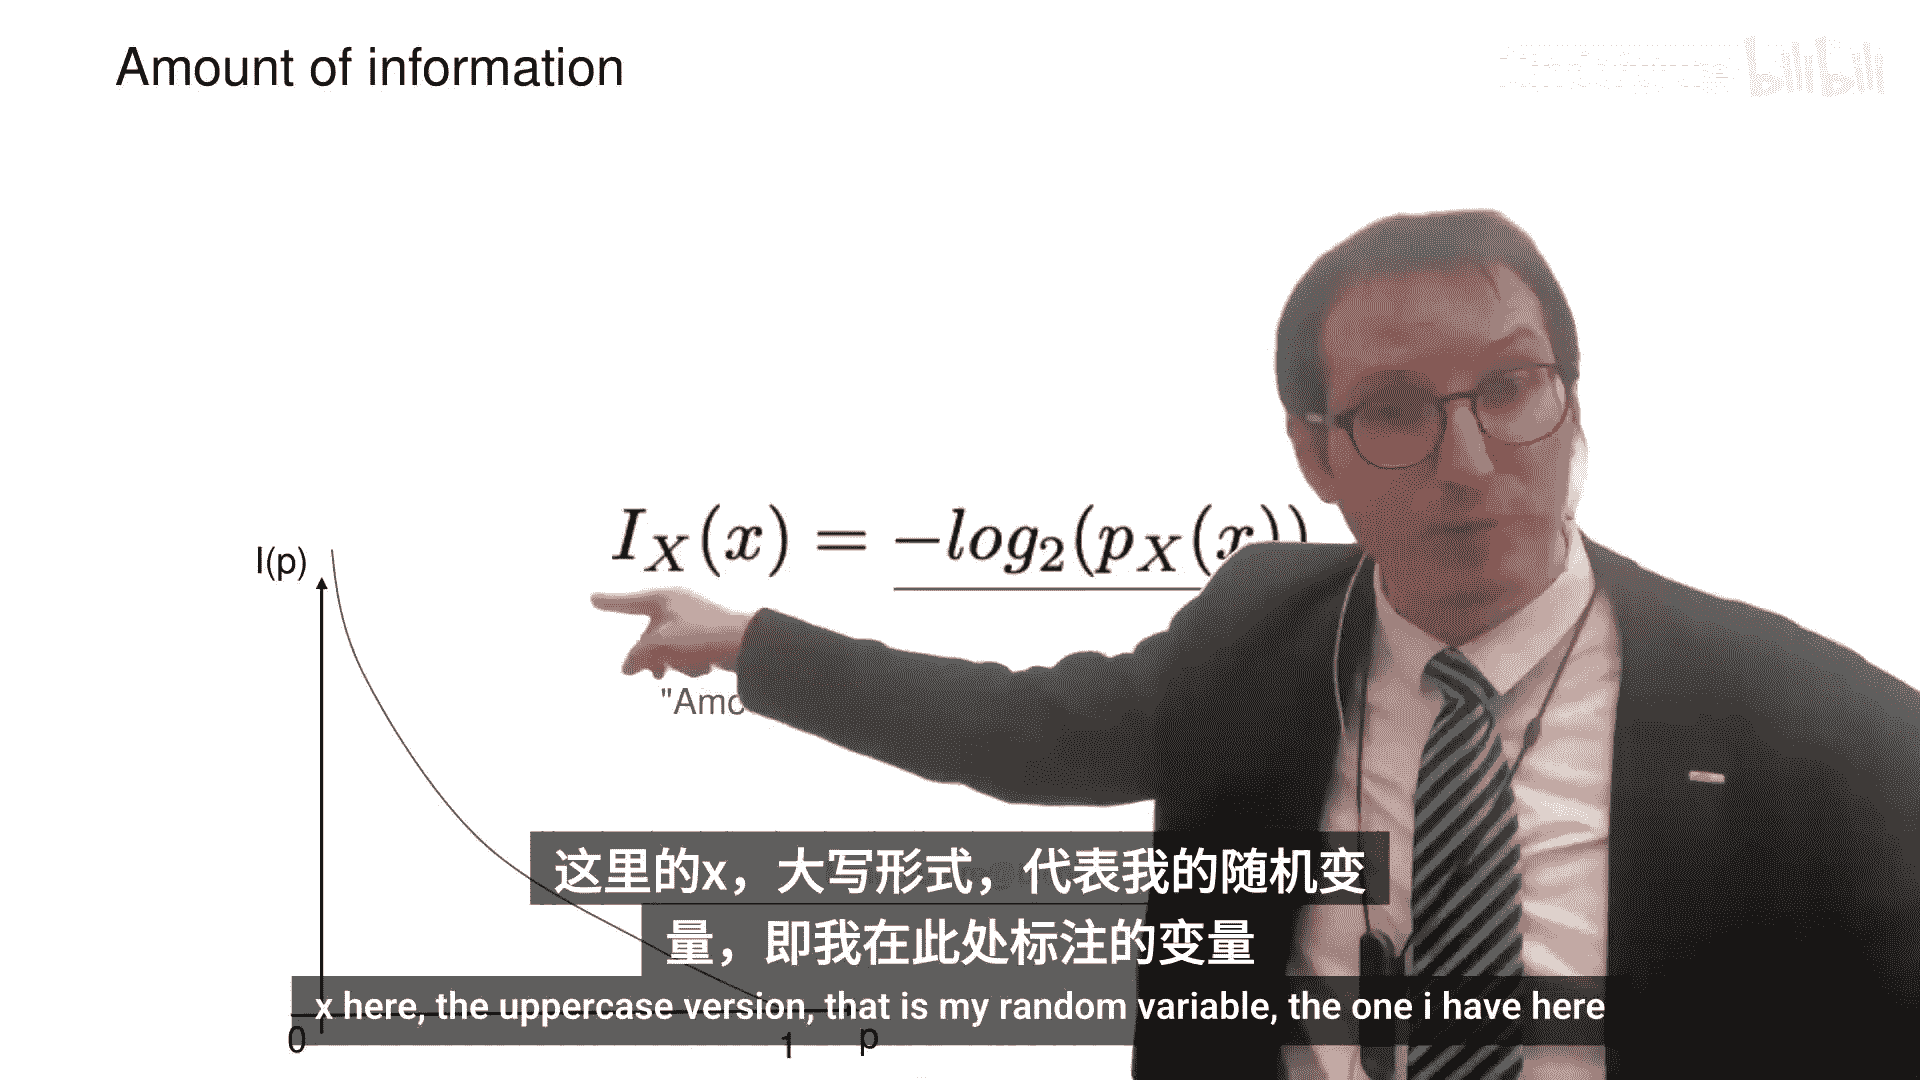 Amount of information
bilibili
I_X(x) = -log_2(p_X(x))
I(p)
"Amo
这里的x，大写形式，代表我的随机变
量，即我在此处标注的变量
x here, the uppercase version, that is my random variable, the one i have here
0
1
p